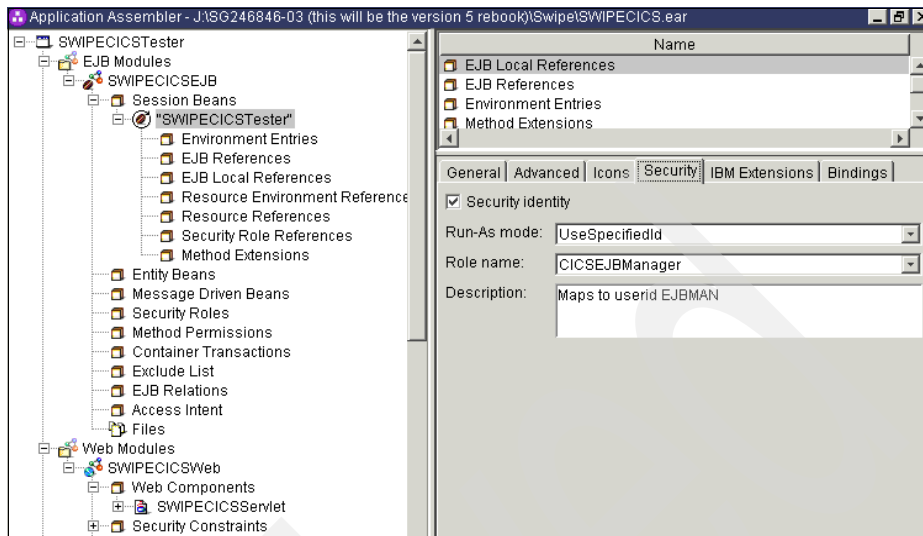 Application Assembler - J:\SG246846-03 (this will be the version 5 rebook)\Swipe\SWIPECICS.ear
SWIPECICSTester
EJB Modules
SWIPECICSEJB
Session Beans
"SWIPECICSTester"
Environment Entries
EJB References
EJB Local References
Resource Environment Reference
Resource References
Security Role References
Method Extensions
Entity Beans
Message Driven Beans
Security Roles
Method Permissions
Container Transactions
Exclude List
EJB Relations
Access Intent
Files
Web Modules
SWIPECICSWeb
Web Components
SWIPECICSServlet
Security Constraints
Name
EJB Local References
EJB References
Environment Entries
Method Extensions
General Advanced Icons Security IBM Extensions Bindings
Security identity
Run-As mode: UseSpecifiedId
Role name: CICSEJBManager
Description: Maps to userid EJBMAN